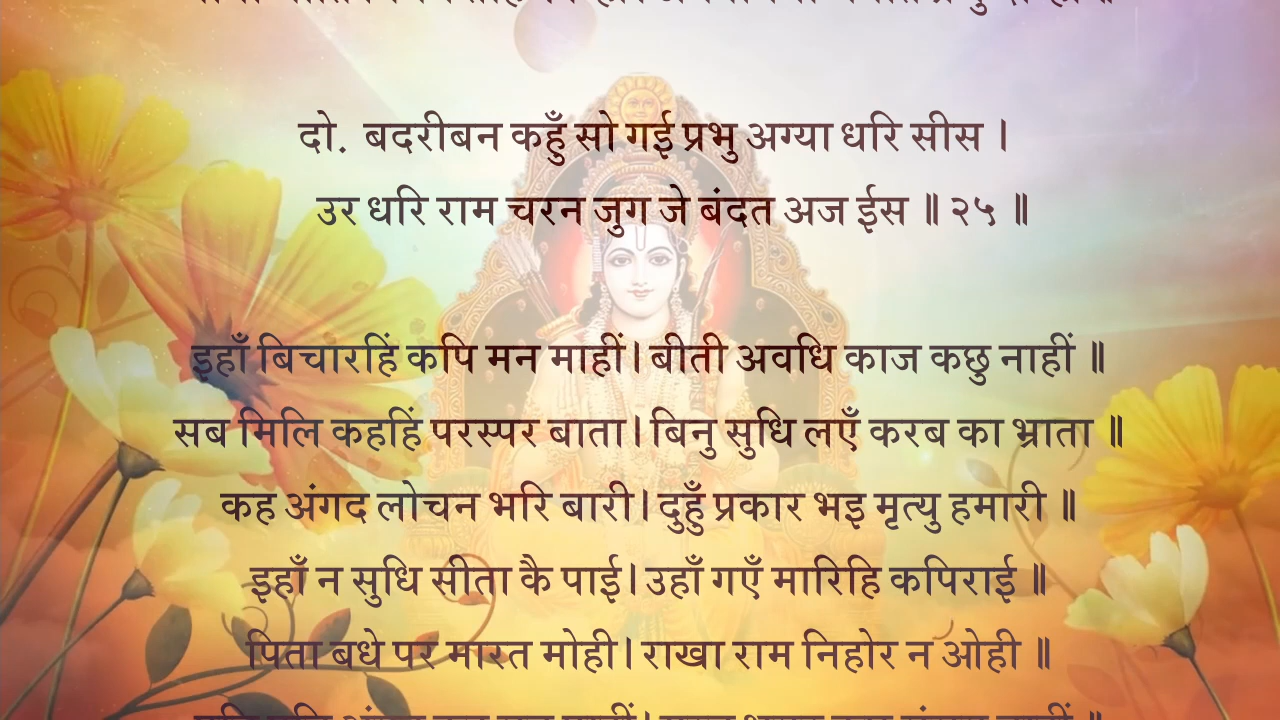 दो. बदरीबन कहुँ सो गई प्रभु अग्या धरि सीस ।
उर धरि राम चरन जुग जे बंदत अज ईस ॥ २५ ॥
इहाँ बिचारहिं कपि मन माहीं। बीती अवधि काज कछु नाहीं ॥
सब मिलि कहहिं परस्पर बाता। बिनु सुधि लएँ करब का भ्राता ॥
कह अंगद लोचन भरि बारी। दुहुँ प्रकार भइ मृत्यु हमारी ॥
इहाँ न सुधि सीता कै पाई। उहाँ गएँ मारिहि कपिराई ॥
पिता बधे पर मारत मोही। राखा राम निहोर न ओही ॥